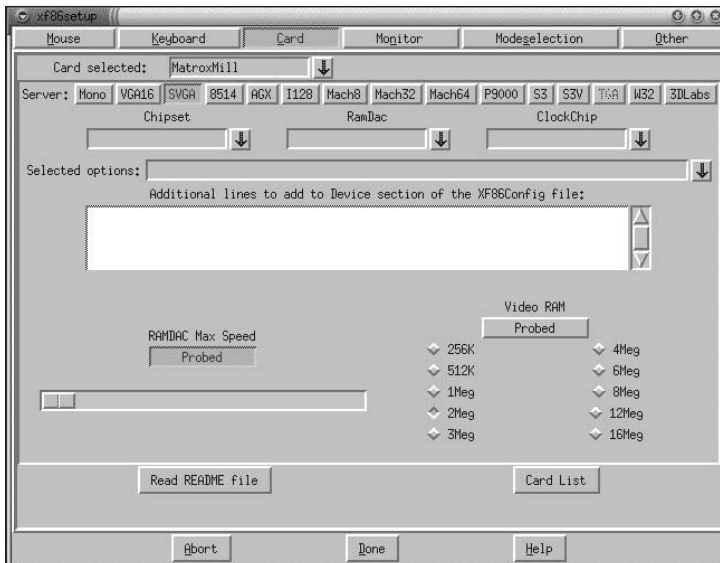 xf86setup
Mouse Keyboard Card Monitor Modeselection Other
Card selected: MatroxMill
Server: Mono VGA16 SVGA 8514 AGX I128 Mach8 Mach32 Mach64 P9000 S3 S3V TGA W32 3DLabs
Chipset RamDac ClockChip
Selected options:
Additional lines to add to Device section of the XF86Config file:
Video RAM
RAMDAC Max Speed Probed
Probed
256K 4Meg
512K 6Meg
1Meg 8Meg
2Meg 12Meg
3Meg 16Meg
Read README file Card List
Abort Done Help